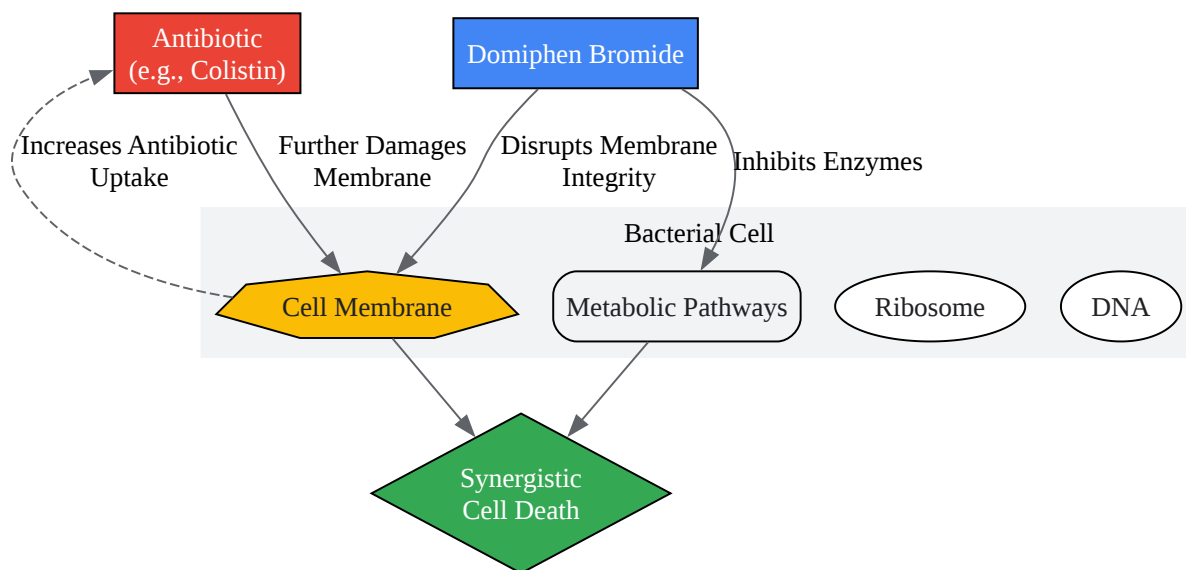 Antibiotic
(e.g., Colistin)
Domiphen Bromide
Increases Antibiotic
Uptake
Further Damages
Membrane
Disrupts Membrane
Integrity
Inhibits Enzymes
Bacterial Cell
Cell Membrane
Metabolic Pathways
Ribosome
DNA
Synergistic
Cell Death